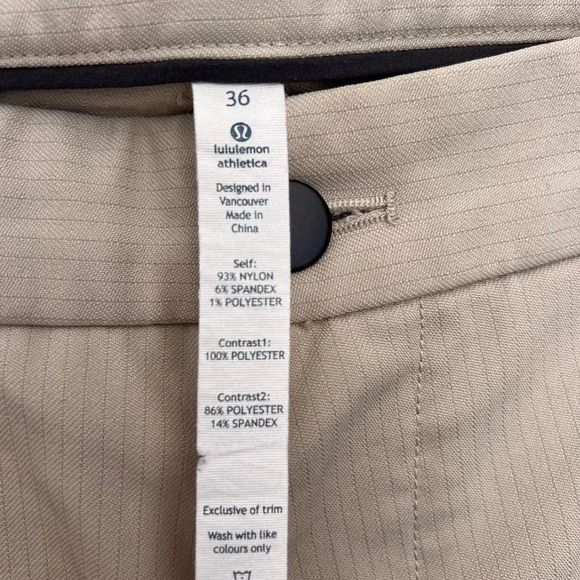 36
lululemon
athletica
Designed in
Vancouver
Made in
China
Self:
93% NYLON
6% SPANDEX
1% POLYESTER
Contrast1:
100% POLYESTER
Contrast2:
86% POLYESTER
14% SPANDEX
Exclusive of trim
Wash with like
colours only